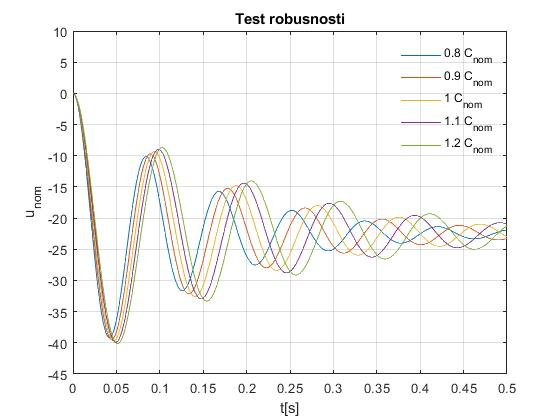 Test robusnosti
10
5
0
-5
-10
-15
-20
-25
-30
-35
-40
-45
u_nom
0.8 C_nom
0.9 C_nom
1 C_nom
1.1 C_nom
1.2 C_nom
0 0.05 0.1 0.15 0.2 0.25 0.3 0.35 0.4 0.45 0.5
t[s]